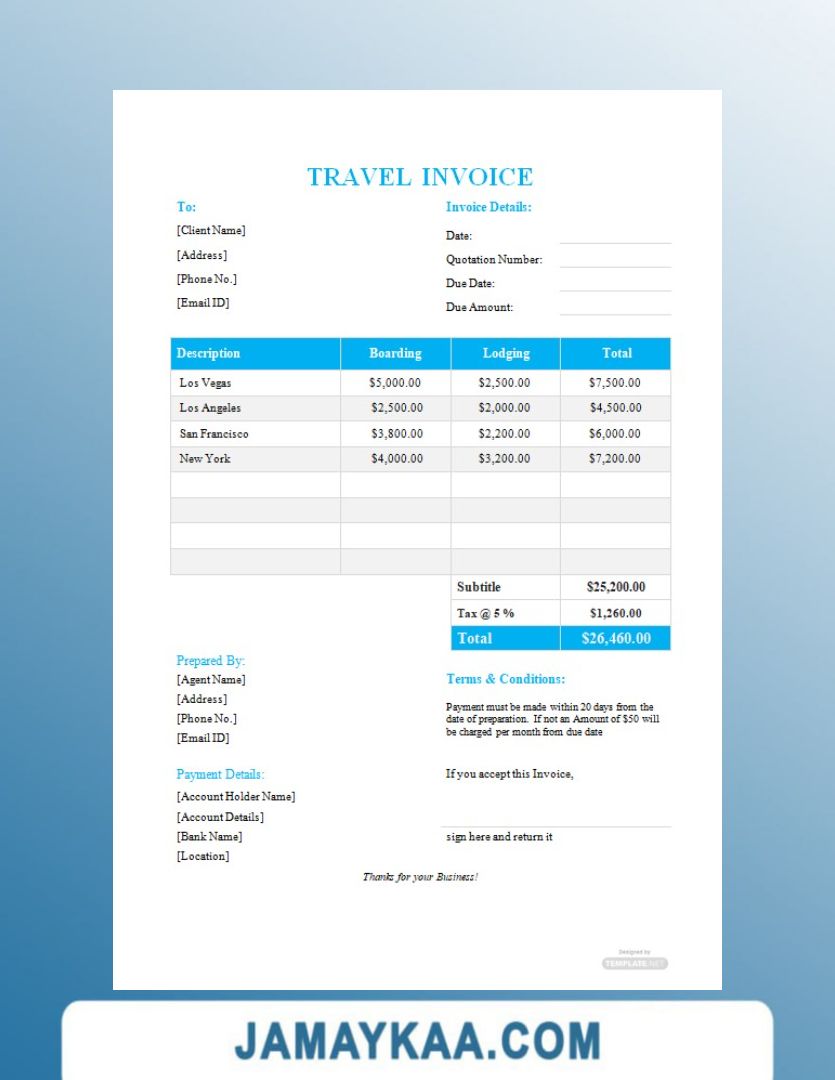 TRAVEL INVOICE
To:
[Client Name]
[Address]
[Phone No.]
[Email ID]
Invoice Details:
Date:
Quotation Number:
Due Date:
Due Amount:
Description Boarding Lodging Total
Los Vegas $5,000.00 $2,500.00 $7,500.00
Los Angeles $2,500.00 $2,000.00 $4,500.00
San Francisco $3,800.00 $2,200.00 $6,000.00
New York $4,000.00 $3,200.00 $7,200.00
Subtitle $25,200.00
Tax @ 5 % $1,260.00
Total $26,460.00
Prepared By:
[Agent Name]
[Address]
[Phone No.]
[Email ID]
Payment Details:
[Account Holder Name]
[Account Details]
[Bank Name]
[Location]
Terms & Conditions:
Payment must be made within 20 days from the
date of preparation. If not an Amount of $50 will
be charged per month from due date
If you accept this Invoice,
sign here and return it
Thanks for your Business!
Designed by
TEMPLATE.NET
JAMAYKAA.COM